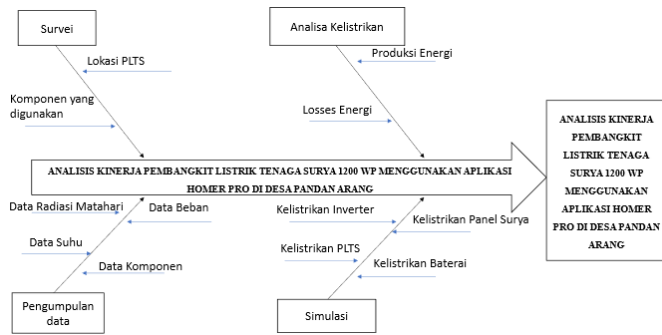 Survei
Analisa Kelistrikan
Lokasi PLTS
Produksi Energi
Komponen yang
digunakan
Losses Energi
ANALISIS KINERJA PEMBANGKIT LISTRIK TENAGA SURYA 1200 WP MENGGUNAKAN APLIKASI
HOMER PRO DI DESA PANDAN ARANG
ANALISIS KINERJA
PEMBANGKIT
LISTRIK TENAGA
SURYA 1200 WP
MENGGUNAKAN
APLIKASI HOMER
PRO DI DESA PANDAN
ARANG
Data Radiasi Matahari
Data Beban
Data Suhu
Data Komponen
Pengumpulan
data
Kelistrikan Inverter
Kelistrikan Panel Surya
Kelistrikan PLTS
Kelistrikan Baterai
Simulasi